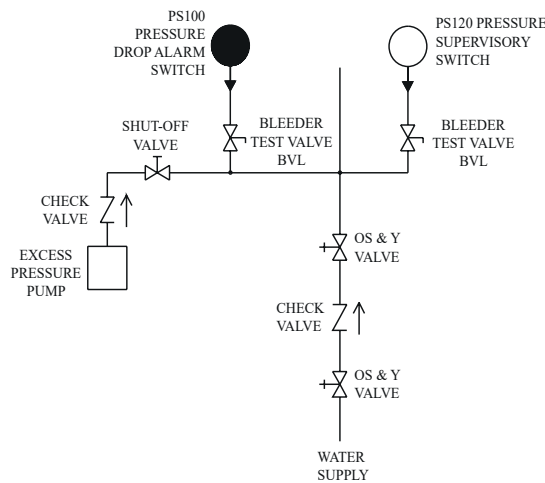 PS100
PRESSURE
DROP ALARM
SWITCH
PS120 PRESSURE
SUPERVISORY
SWITCH
SHUT-OFF
VALVE
BLEEDER
TEST VALVE
BVL
BLEEDER
TEST VALVE
BVL
CHECK
VALVE
EXCESS
PRESSURE
PUMP
OS & Y
VALVE
CHECK
VALVE
OS & Y
VALVE
WATER
SUPPLY